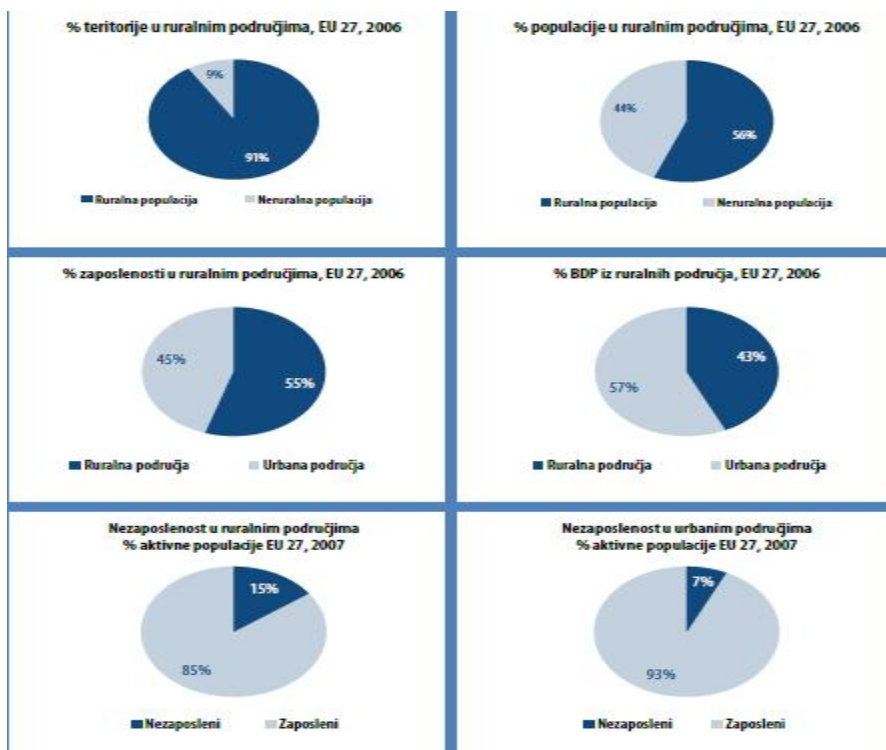 % teritorije u ruralnim područjima, EU 27, 2006
9%
91%
Ruralna populacija Neruralna populacija
% populacije u ruralnim područjima, EU 27, 2006
44%
56%
Ruralna populacija Neruralna populacija
% zaposlenosti u ruralnim područjima, EU 27, 2006
45%
55%
Ruralna područja Urbana područja
% BDP iz ruralnih područja, EU 27, 2006
43%
57%
Ruralna područja Urbana područja
Nezaposlenost u ruralnim područjima
% aktivne populacije EU 27, 2007
15%
85%
Nezaposleni Zaposleni
Nezaposlenost u urbanim područjima
% aktivne populacije EU 27, 2007
7%
93%
Nezaposleni Zaposleni